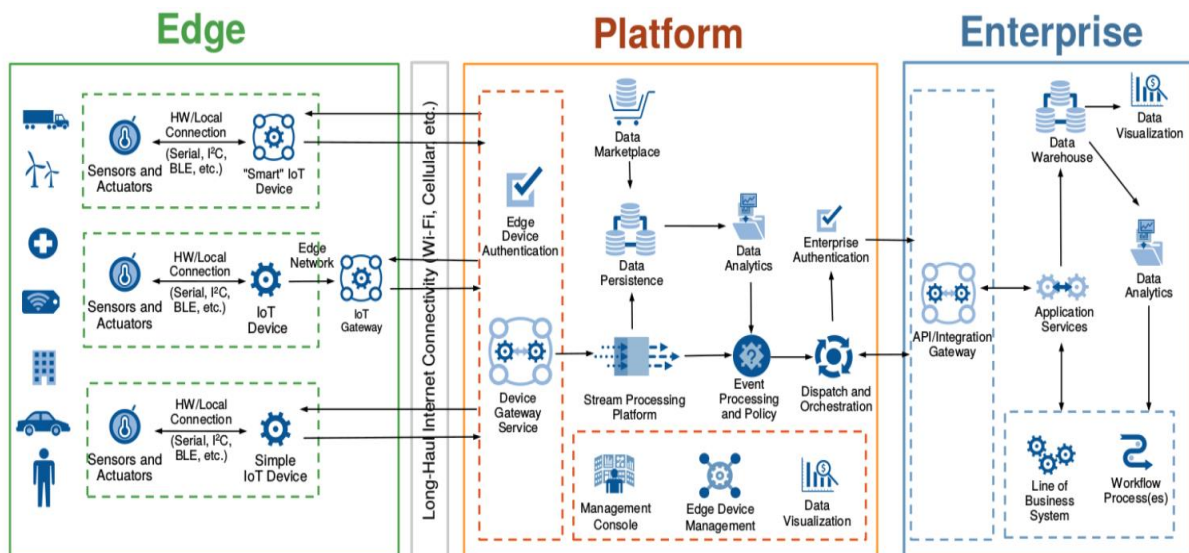 Edge
Platform
Enterprise
HW/Local
Connection
(Serial, I²C,
BLE, etc.)
Sensors and
Actuators
"Smart" IoT
Device
HW/Local
Connection
(Serial, I²C,
BLE, etc.)
Sensors and
Actuators
IoT
Device
Edge
Network
IoT
Gateway
HW/Local
Connection
(Serial, I²C,
BLE, etc.)
Sensors and
Actuators
Simple
IoT Device
Long-Haul Internet Connectivity (Wi-Fi, Cellular. etc.)
Edge
Device
Authentication
Device
Gateway
Service
Data
Marketplace
Data
Persistence
Data
Analytics
Enterprise
Authentication
Stream Processing
Platform
Event
Processing
and Policy
Dispatch and
Orchestration
Management
Console
Edge Device
Management
Data
Visualization
API/Integration
Gateway
Data
Warehouse
Data
Visualization
Data
Analytics
Application
Services
Line of
Business
System
Workflow
Process(es)